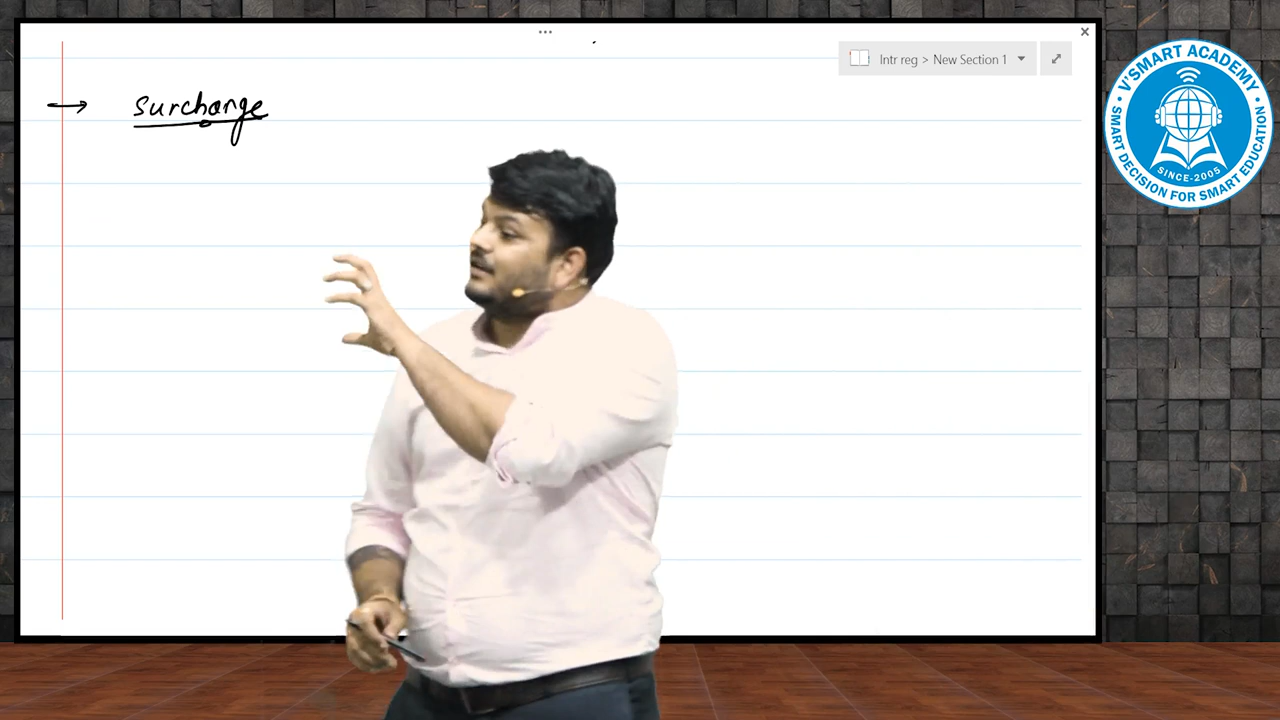 Intr reg > New Section 1
→ Surcharge
V'SMART ACADEMY
SINCE-2005
SMART DECISION FOR SMART EDUCATION